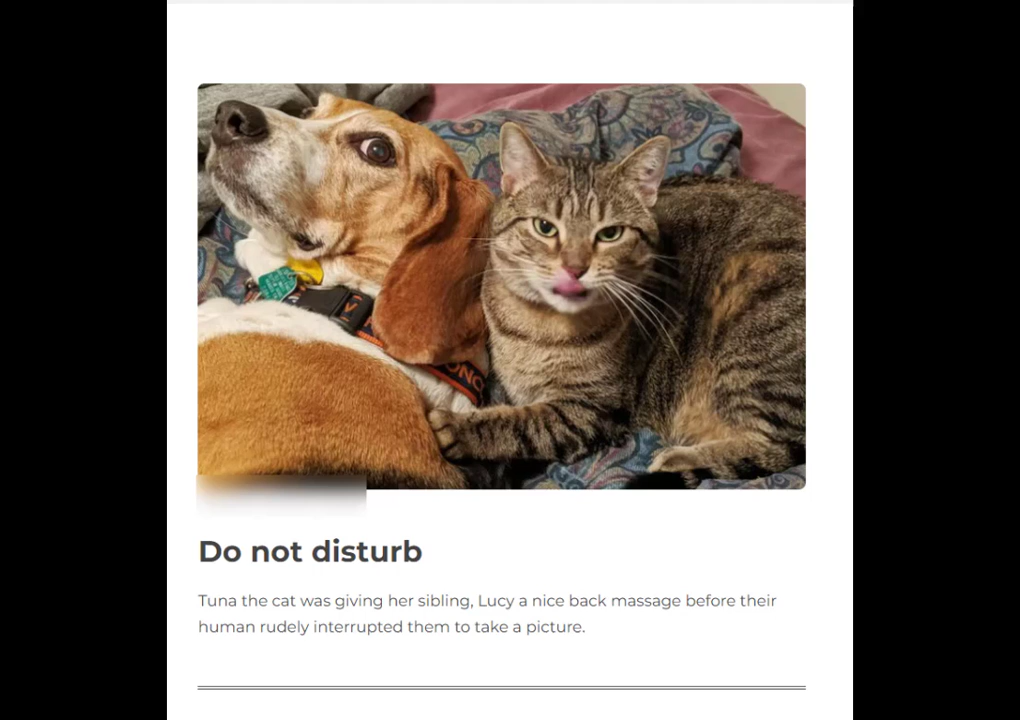 Do not disturb
Tuna the cat was giving her sibling, Lucy a nice back massage before their
human rudely interrupted them to take a picture.